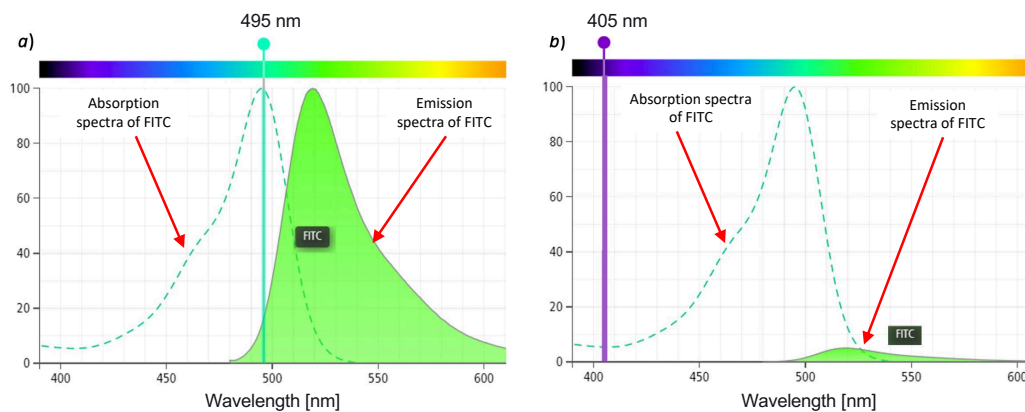 a)
495 nm
Absorption
spectra of FITC
Emission
spectra of FITC
FITC
100
80
60
40
20
0
400
450
500
550
600
Wavelength [nm]
b)
405 nm
Absorption spectra
of FITC
Emission
spectra of FITC
FITC
100
80
60
40
20
0
400
450
500
550
600
Wavelength [nm]